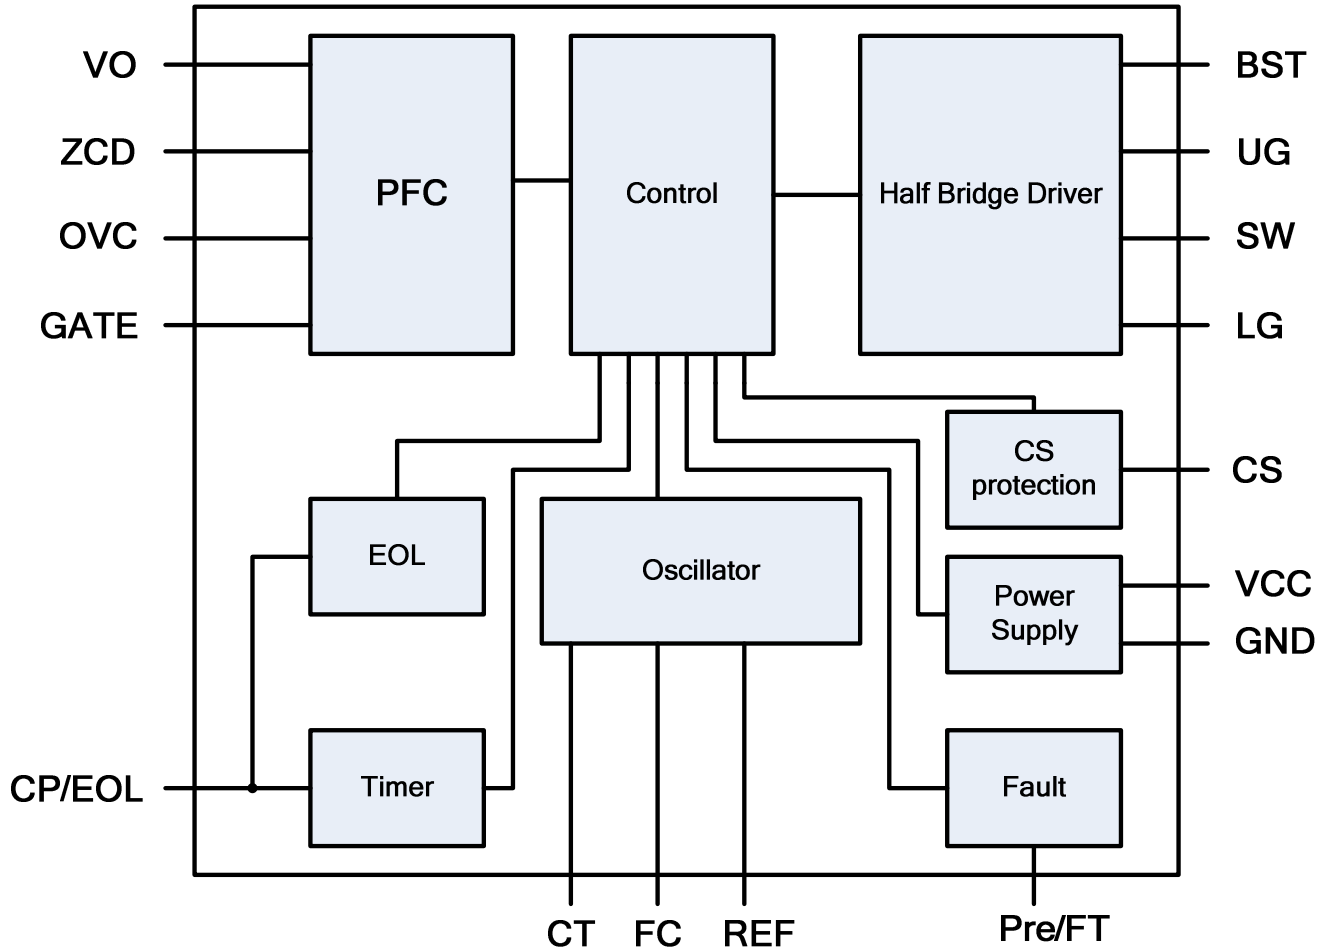 VO
BST
ZCD
UG
PFC
Control
Half Bridge Driver
OVC
SW
GATE
LG
CS
protection
CS
EOL
Oscillator
VCC
Power
Supply
GND
CP/EOL
Timer
Fault
CT
FC
REF
Pre/FT